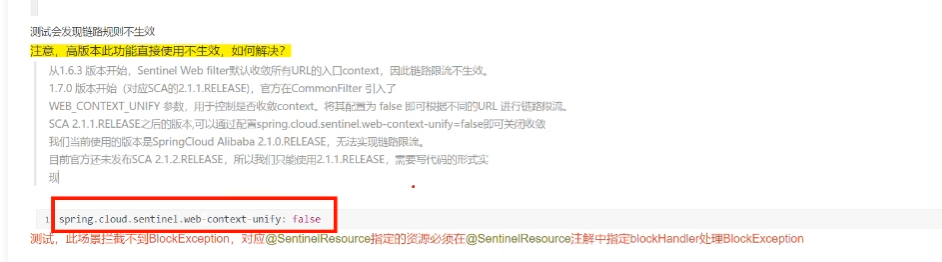 测试会发现链路规则不生效
注意，高版本此功能直接使用不生效，如何解决？
从1.6.3 版本开始，Sentinel Web filter默认收敛所有URL的入口context，因此链路限流不生效。
1.7.0 版本开始（对应SCA的2.1.1.RELEASE)，官方在CommonFilter 引入了
WEB_CONTEXT_UNIFY 参数，用于控制是否收敛context。将其配置为 false 即可根据不同的URL 进行链路限流。
SCA 2.1.1.RELEASE之后的版本,可以通过配置spring.cloud.sentinel.web-context-unify=false即可关闭收敛
我们当前使用的版本是SpringCloud Alibaba 2.1.0.RELEASE，无法实现链路限流。
目前官方还未发布SCA 2.1.2.RELEASE，所以我们只能使用2.1.1.RELEASE，需要写代码的形式实
现
1 spring.cloud.sentinel.web-context-unify: false
测试，此场景拦截不到BlockException，对应@SentinelResource指定的资源必须在@SentinelResource注解中指定blockHandler处理BlockException